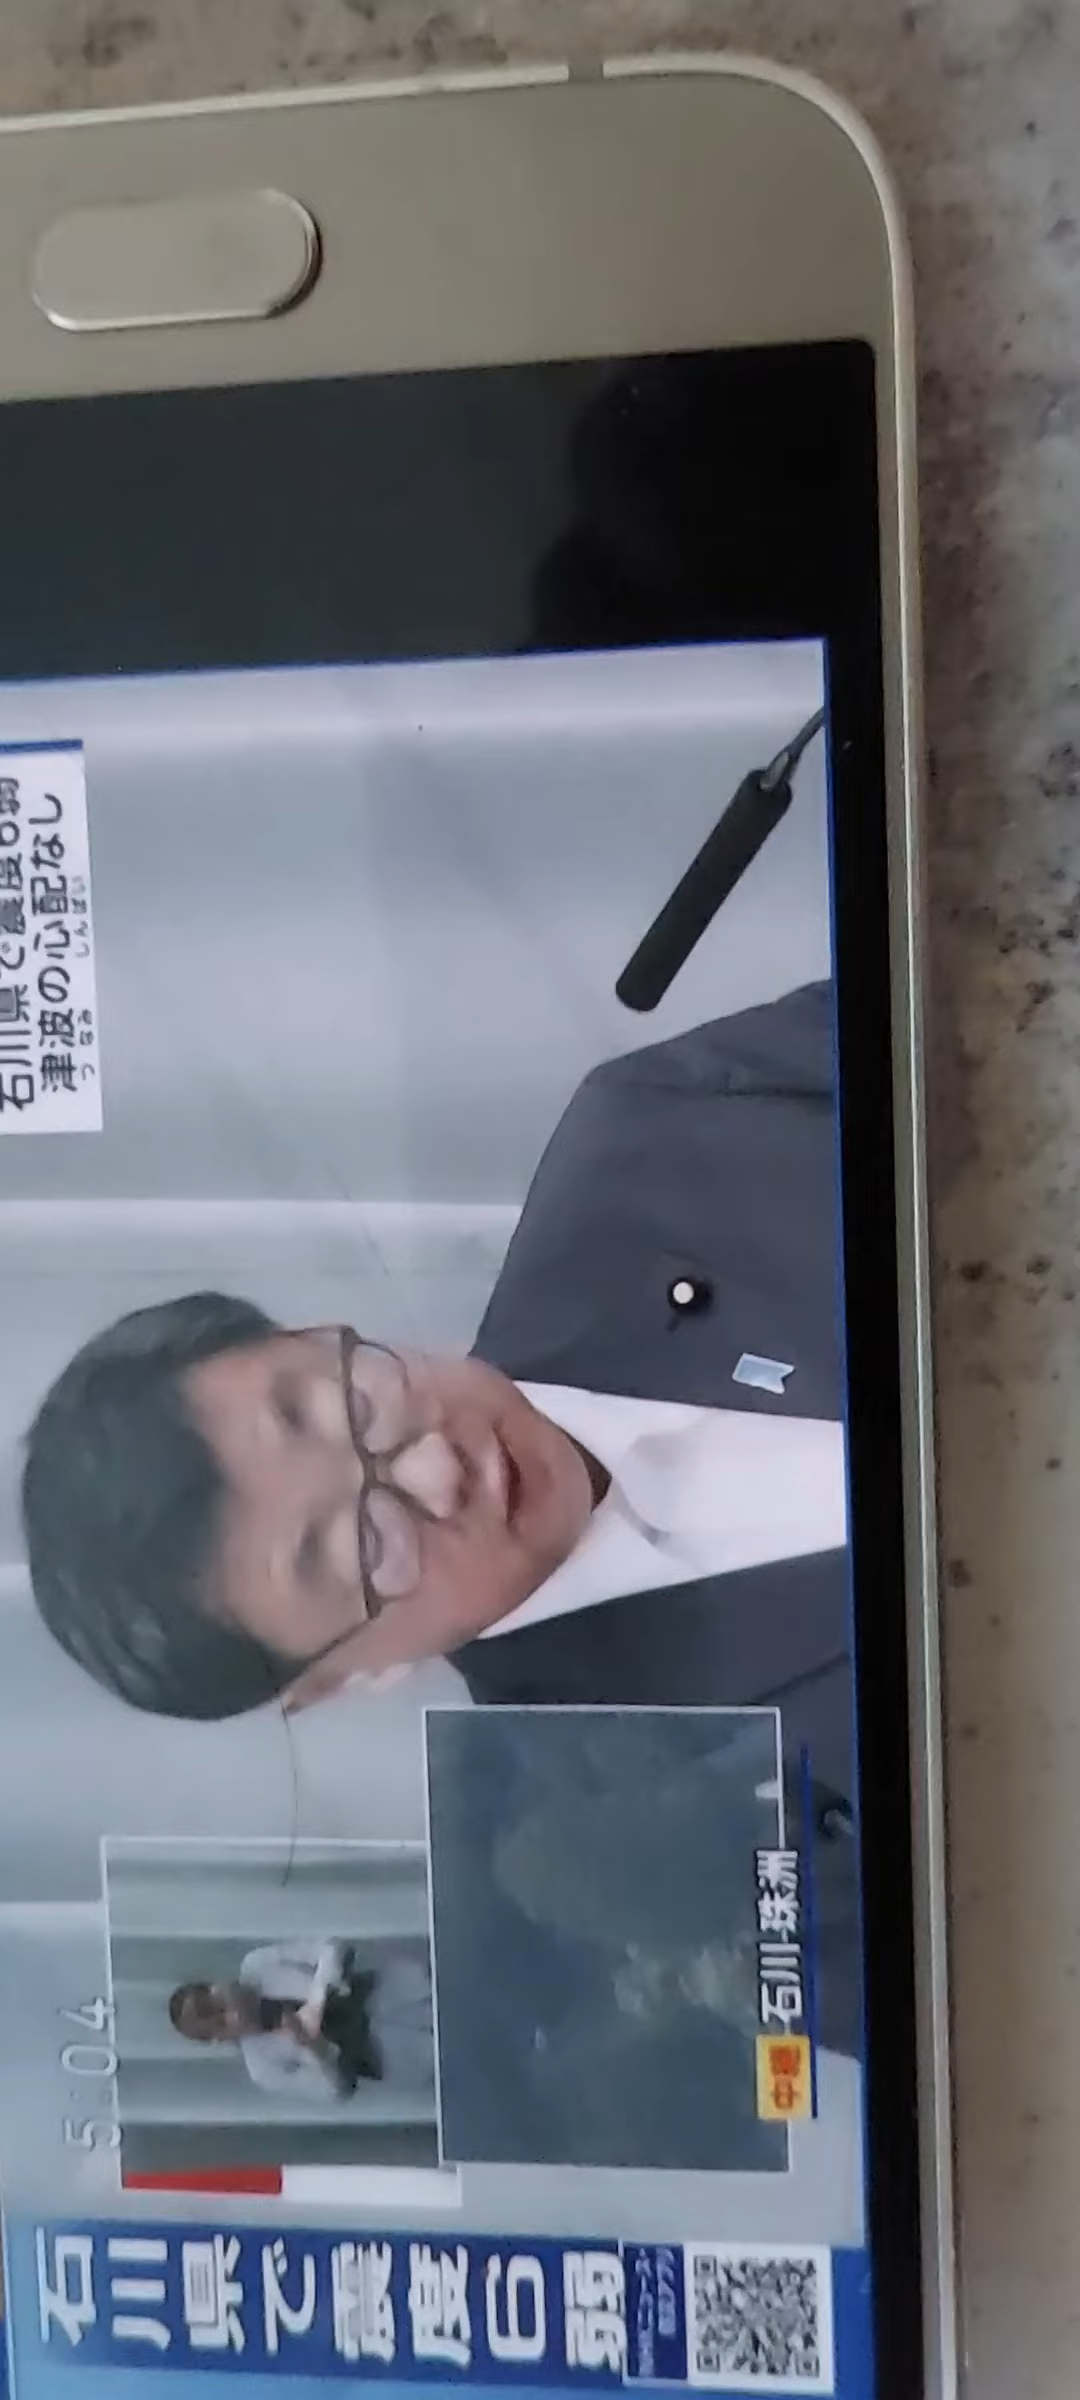 石川県で震度6弱
津波の心配なし
つなみ しんぱい
5:04
中継 石川 珠洲
石川県で震度6弱